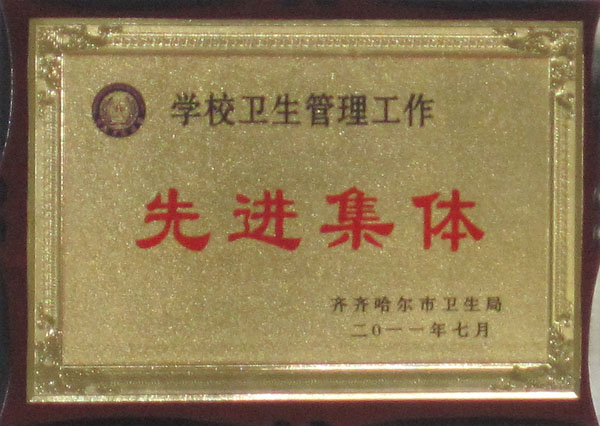 学校卫生管理工作
先进集体
齐齐哈尔市卫生局
二〇一一年七月